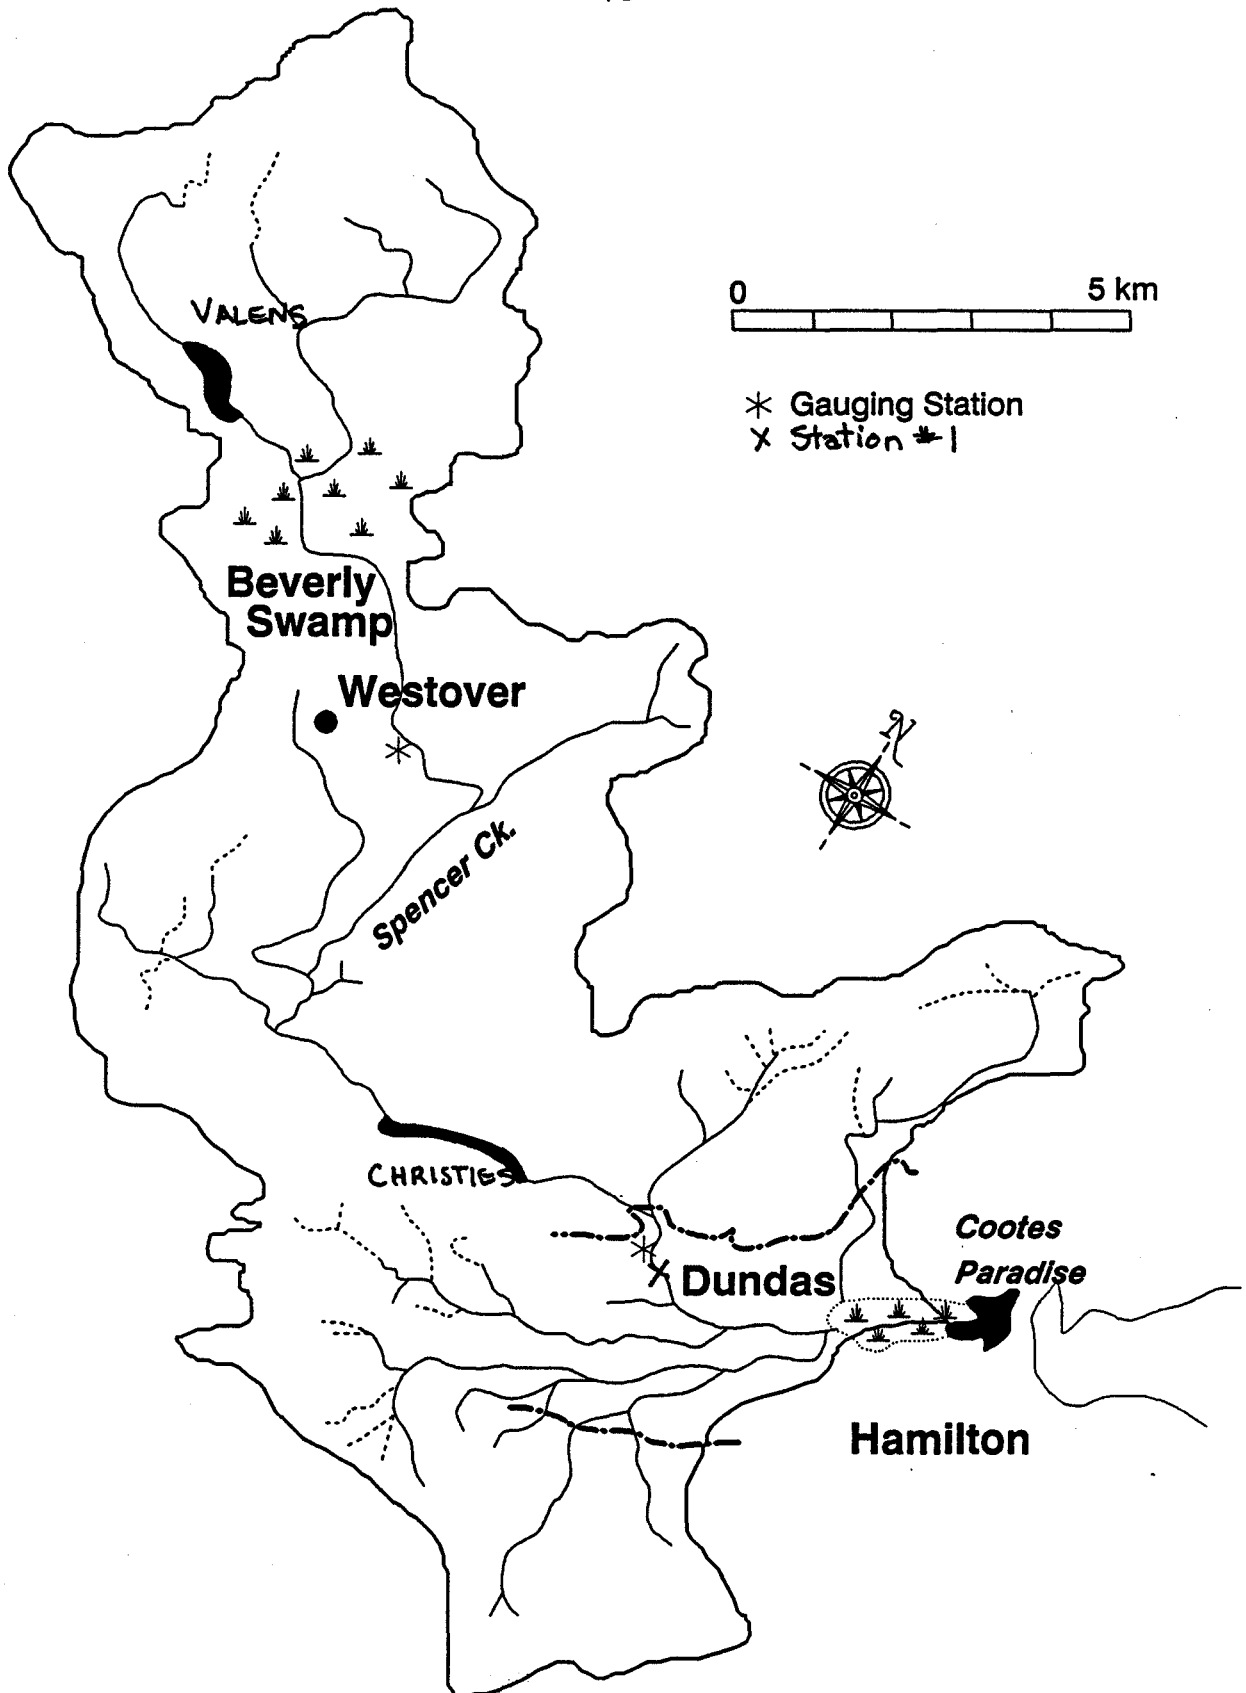 VALENS
0 5 km
Gauging Station
X Station #1
Beverly
Swamp
Westover
N
Spencer Ck.
CHRISTIES
Cootes
Paradise
Dundas
Hamilton